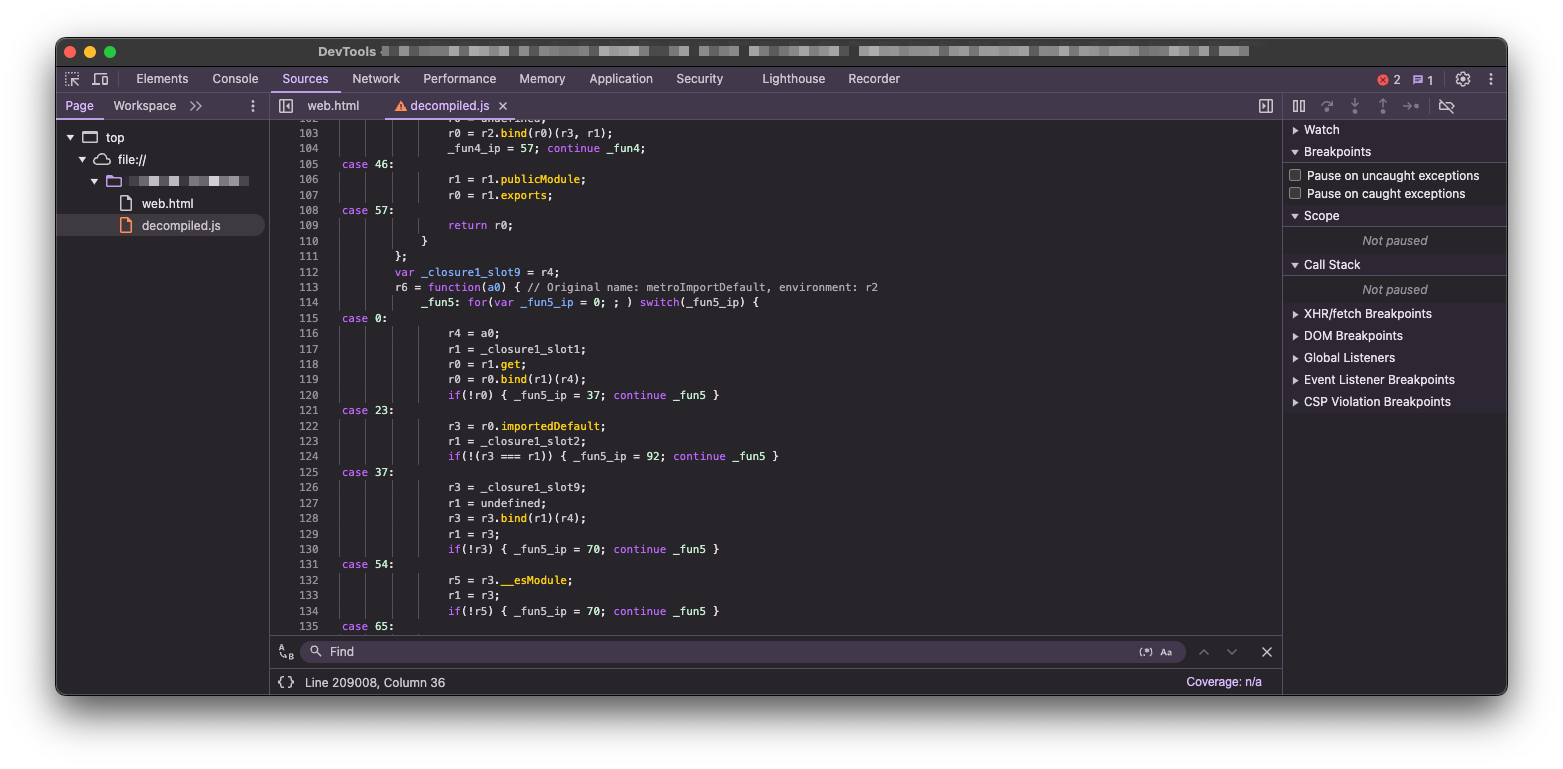 DevTools -
Elements Console Sources Network Performance Memory Application Security Lighthouse Recorder 2 1
Page Workspace
web.html decompiled.js
top
file://
web.html
decompiled.js
103 r0 = r2.bind(r0)(r3, r1);
104 _fun4_ip = 57; continue _fun4;
105 case 46:
106 r1 = r1.publicModule;
107 r0 = r1.exports;
108 case 57:
109 return r0;
110 }
111 };
112 var _closure1_slot9 = r4;
113 r6 = function(a0) { // Original name: metroImportDefault, environment: r2
114 _fun5: for(var _fun5_ip = 0; ; ) switch(_fun5_ip) {
115 case 0:
116 r4 = a0;
117 r1 = _closure1_slot1;
118 r0 = r1.get;
119 r0 = r0.bind(r1)(r4);
120 if(!r0) { _fun5_ip = 37; continue _fun5 }
121 case 23:
122 r3 = r0.importedDefault;
123 r1 = _closure1_slot2;
124 if(!(r3 === r1)) { _fun5_ip = 92; continue _fun5 }
125 case 37:
126 r3 = _closure1_slot9;
127 r1 = undefined;
128 r3 = r3.bind(r1)(r4);
129 r1 = r3;
130 if(!r3) { _fun5_ip = 70; continue _fun5 }
131 case 54:
132 r5 = r3.__esModule;
133 r1 = r3;
134 if(!r5) { _fun5_ip = 70; continue _fun5 }
135 case 65:
Find
(.*) Aa
{} Line 209008, Column 36
Coverage: n/a
Watch
Breakpoints
Pause on uncaught exceptions
Pause on caught exceptions
Scope
Not paused
Call Stack
Not paused
XHR/fetch Breakpoints
DOM Breakpoints
Global Listeners
Event Listener Breakpoints
CSP Violation Breakpoints